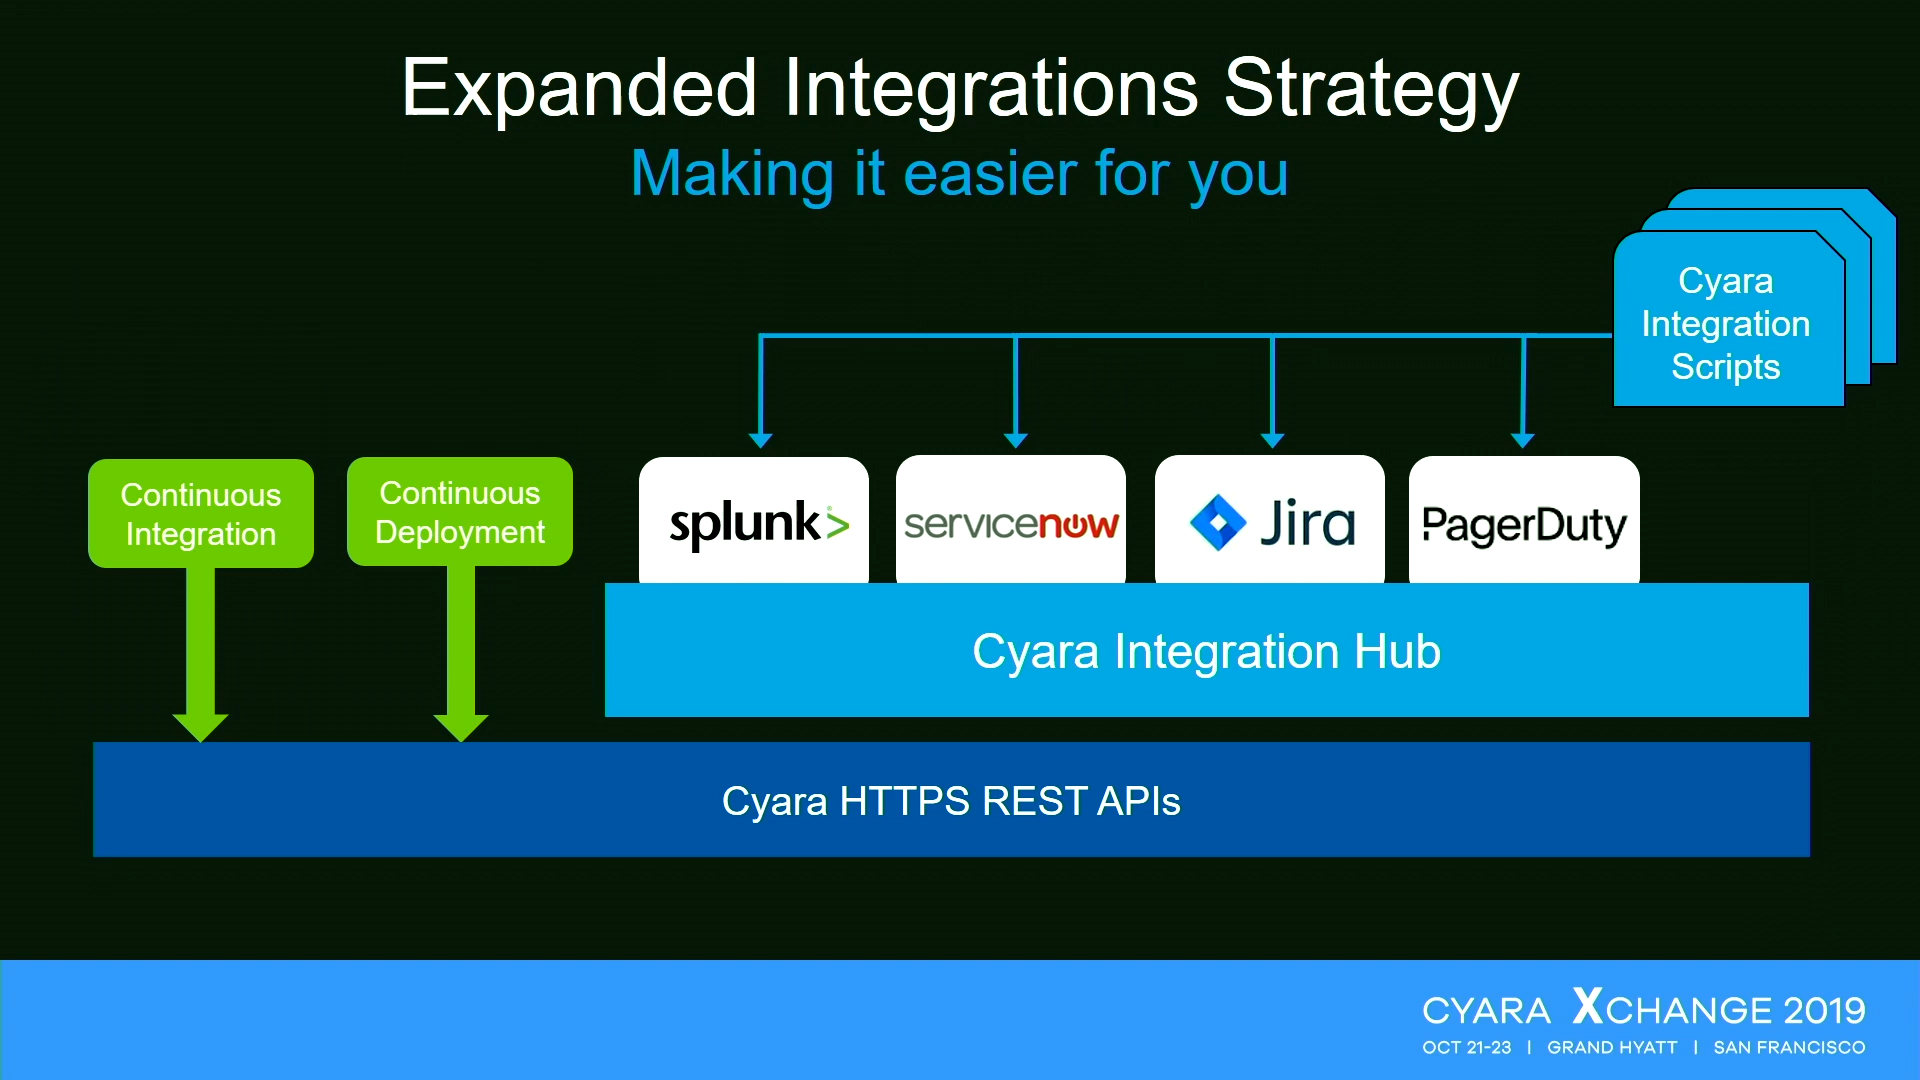 Expanded Integrations Strategy
Making it easier for you
Cyara
Integration
Scripts
Continuous
Integration
Continuous
Deployment
splunk>
servicenow
Jira
PagerDuty
Cyara Integration Hub
Cyara HTTPS REST APIs
CYARA XCHANGE 2019
OCT 21-23 | GRAND HYATT | SAN FRANCISCO